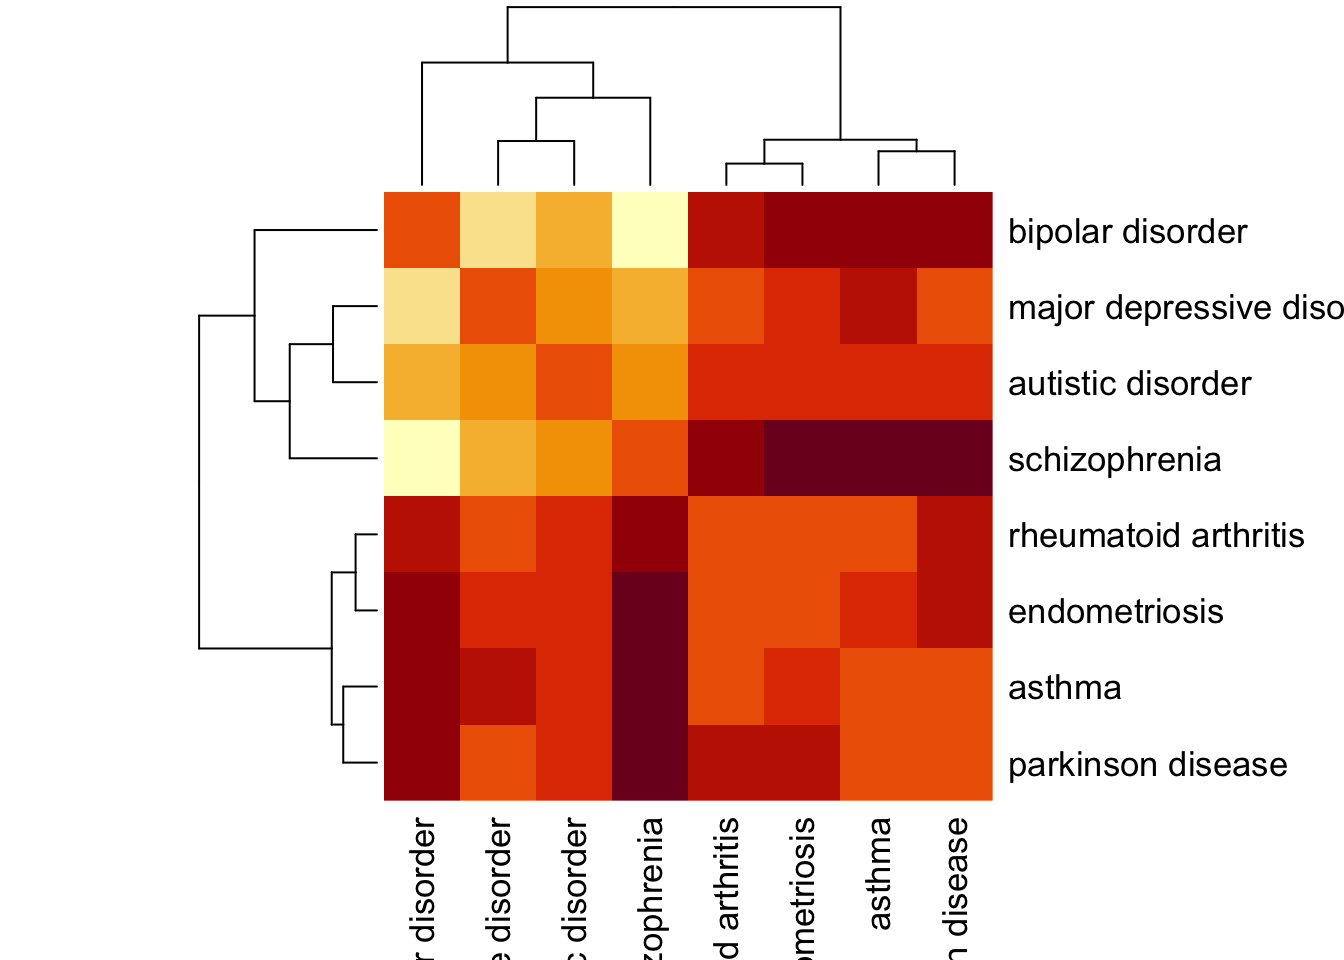 bipolar disorder
major depressive diso
autistic disorder
schizophrenia
rheumatoid arthritis
endometriosis
asthma
parkinson disease
r disorder
e disorder
c disorder
zophrenia
d arthritis
ometriosis
asthma
n disease